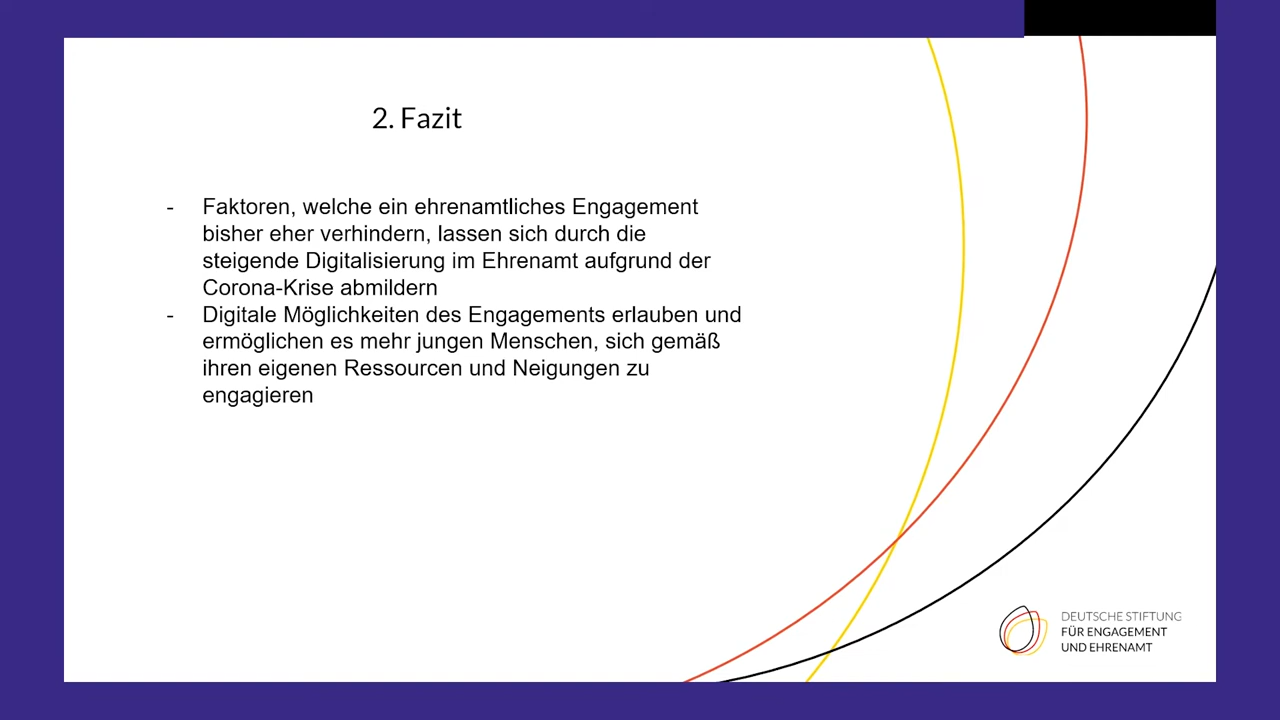 2. Fazit
- Faktoren, welche ein ehrenamtliches Engagement
bisher eher verhindern, lassen sich durch die
steigende Digitalisierung im Ehrenamt aufgrund der
Corona-Krise abmildern
- Digitale Möglichkeiten des Engagements erlauben und
ermöglichen es mehr jungen Menschen, sich gemäß
ihren eigenen Ressourcen und Neigungen zu
engagieren
DEUTSCHE STIFTUNG
FÜR ENGAGEMENT
UND EHRENAMT